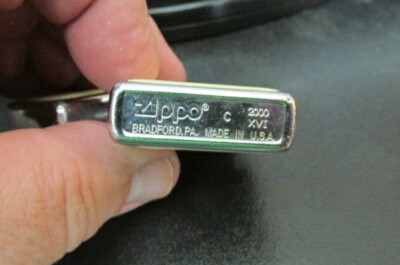 Zippo® C 2000
XVI
BRADFORD, PA. MADE IN U.S.A.